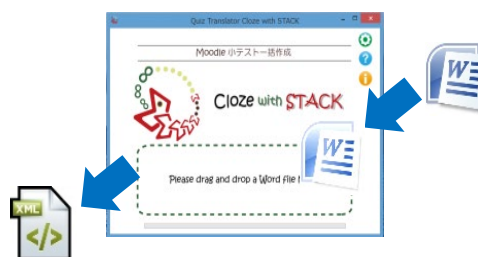 Quiz Translator Cloze with STACK
Moodle 小テスト一括作成
Cloze with STACK
Please drag and drop a Word file
XML
</>